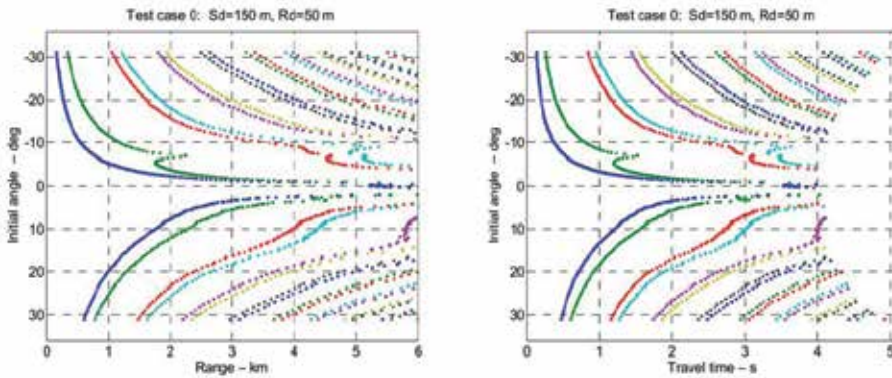 Test case 0: Sd=150 m, Rd=50 m
Initial angle – deg
-30
-20
-10
0
10
20
30
0 1 2 3 4 5 6
Range – km
Test case 0: Sd=150 m, Rd=50 m
Initial angle – deg
-30
-20
-10
0
10
20
30
0 1 2 3 4 5
Travel time – s